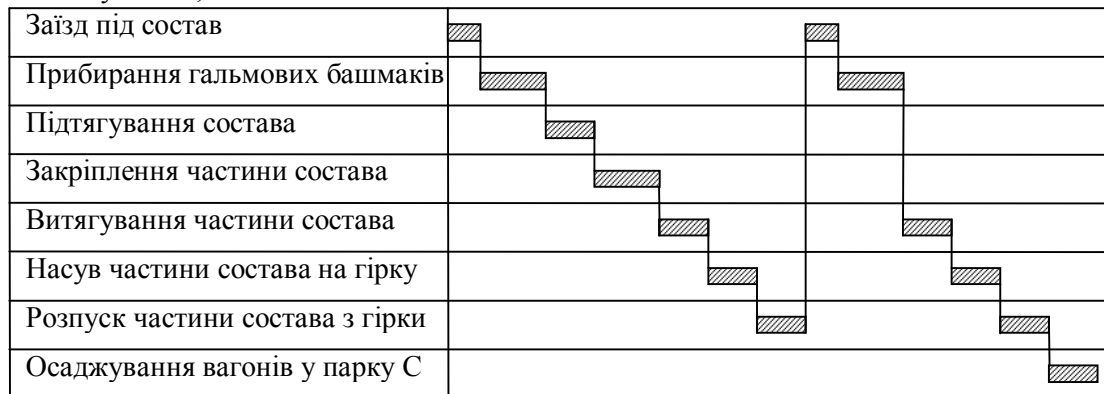 Заїзд під состав
Прибирання гальмових башмаків
Підтягування состава
Закріплення частини состава
Витягування частини состава
Насув частини состава на гірку
Розпуск частини состава з гірки
Осаджування вагонів у парку С